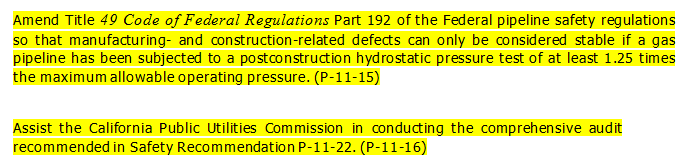 Amend Title 49 Code of Federal Regulations Part 192 of the Federal pipeline safety regulations
so that manufacturing- and construction-related defects can only be considered stable if a gas
pipeline has been subjected to a postconstruction hydrostatic pressure test of at least 1.25 times
the maximum allowable operating pressure. (P-11-15)
Assist the California Public Utilities Commission in conducting the comprehensive audit
recommended in Safety Recommendation P-11-22. (P-11-16)